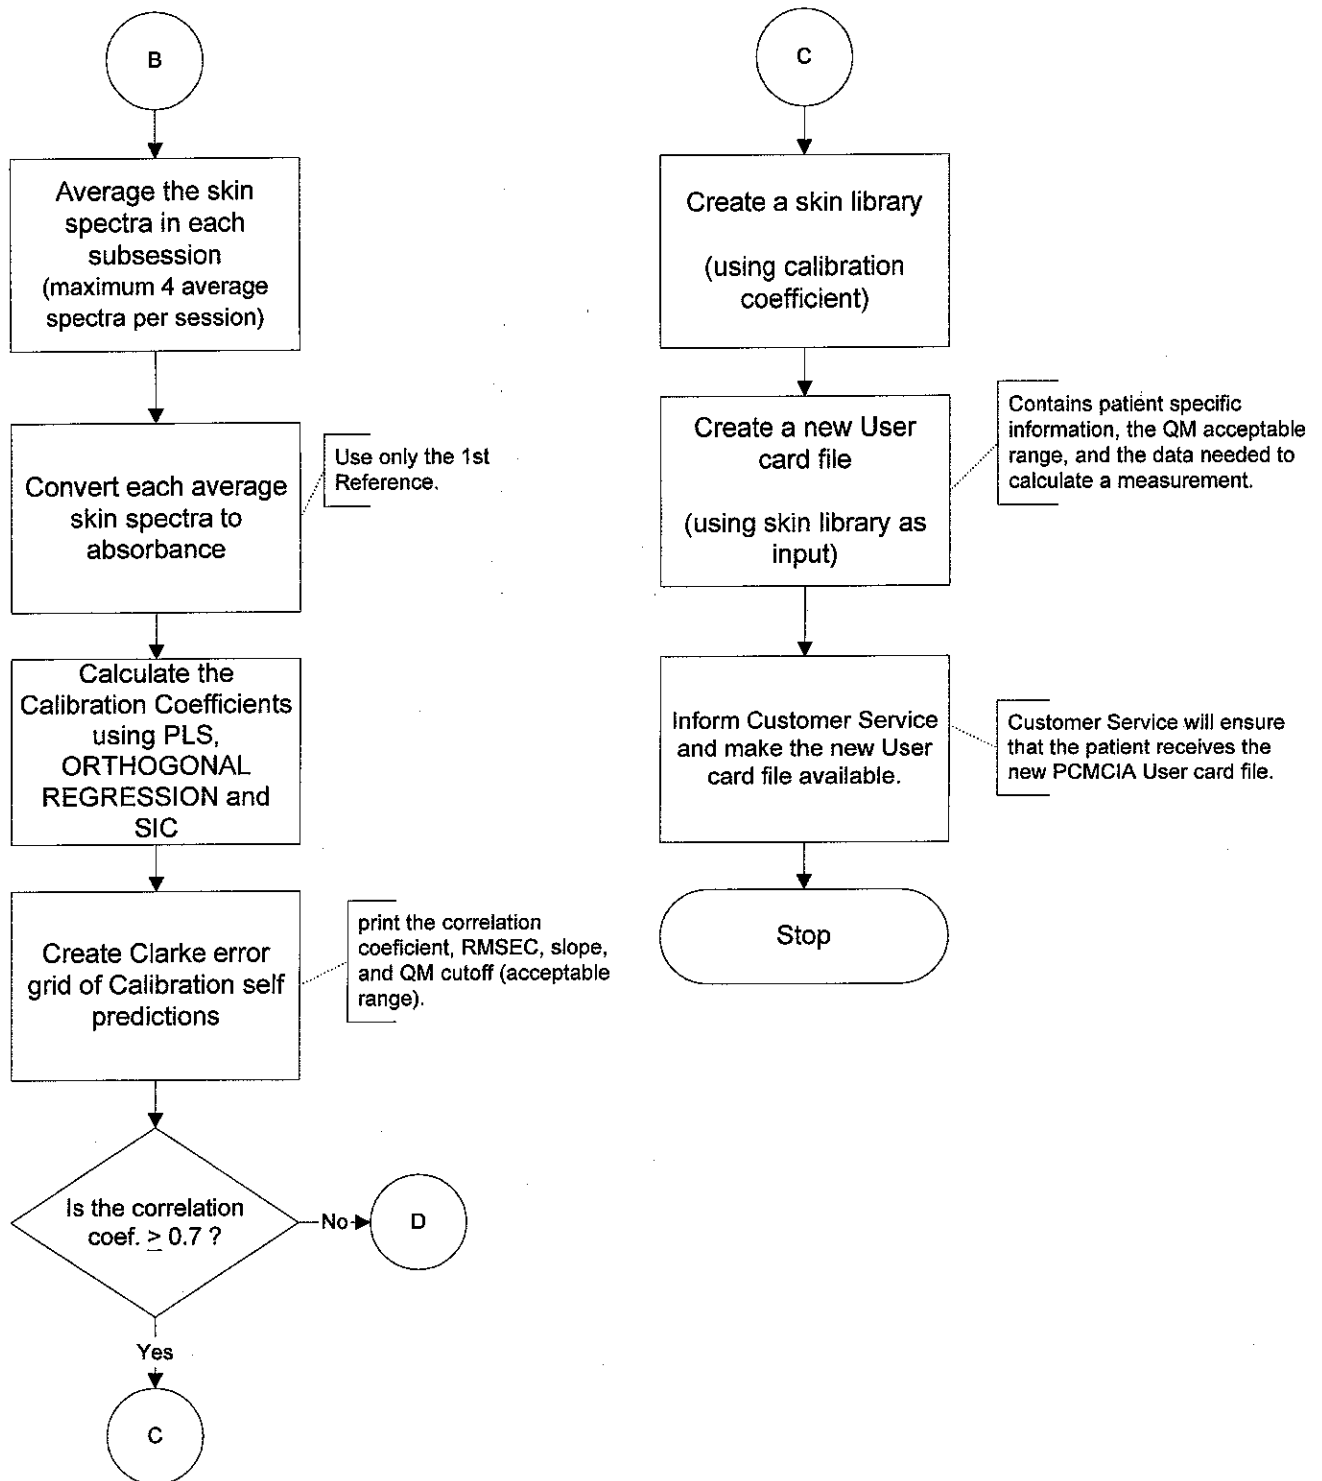 B
Average the skin
spectra in each
subsession
(maximum 4 average
spectra per session)
Convert each average
skin spectra to
absorbance
Use only the 1st
Reference.
Calculate the
Calibration Coefficients
using PLS,
ORTHOGONAL
REGRESSION and
SIC
Create Clarke error
grid of Calibration self
predictions
print the correlation
coeficient, RMSEC, slope,
and QM cutoff (acceptable
range).
Is the correlation
coef. ≥ 0.7 ?
No
D
Yes
C
C
Create a skin library
(using calibration
coefficient)
Create a new User
card file
(using skin library as
input)
Contains patient specific
information, the QM acceptable
range, and the data needed to
calculate a measurement.
Inform Customer Service
and make the new User
card file available.
Customer Service will ensure
that the patient receives the
new PCMCIA User card file.
Stop